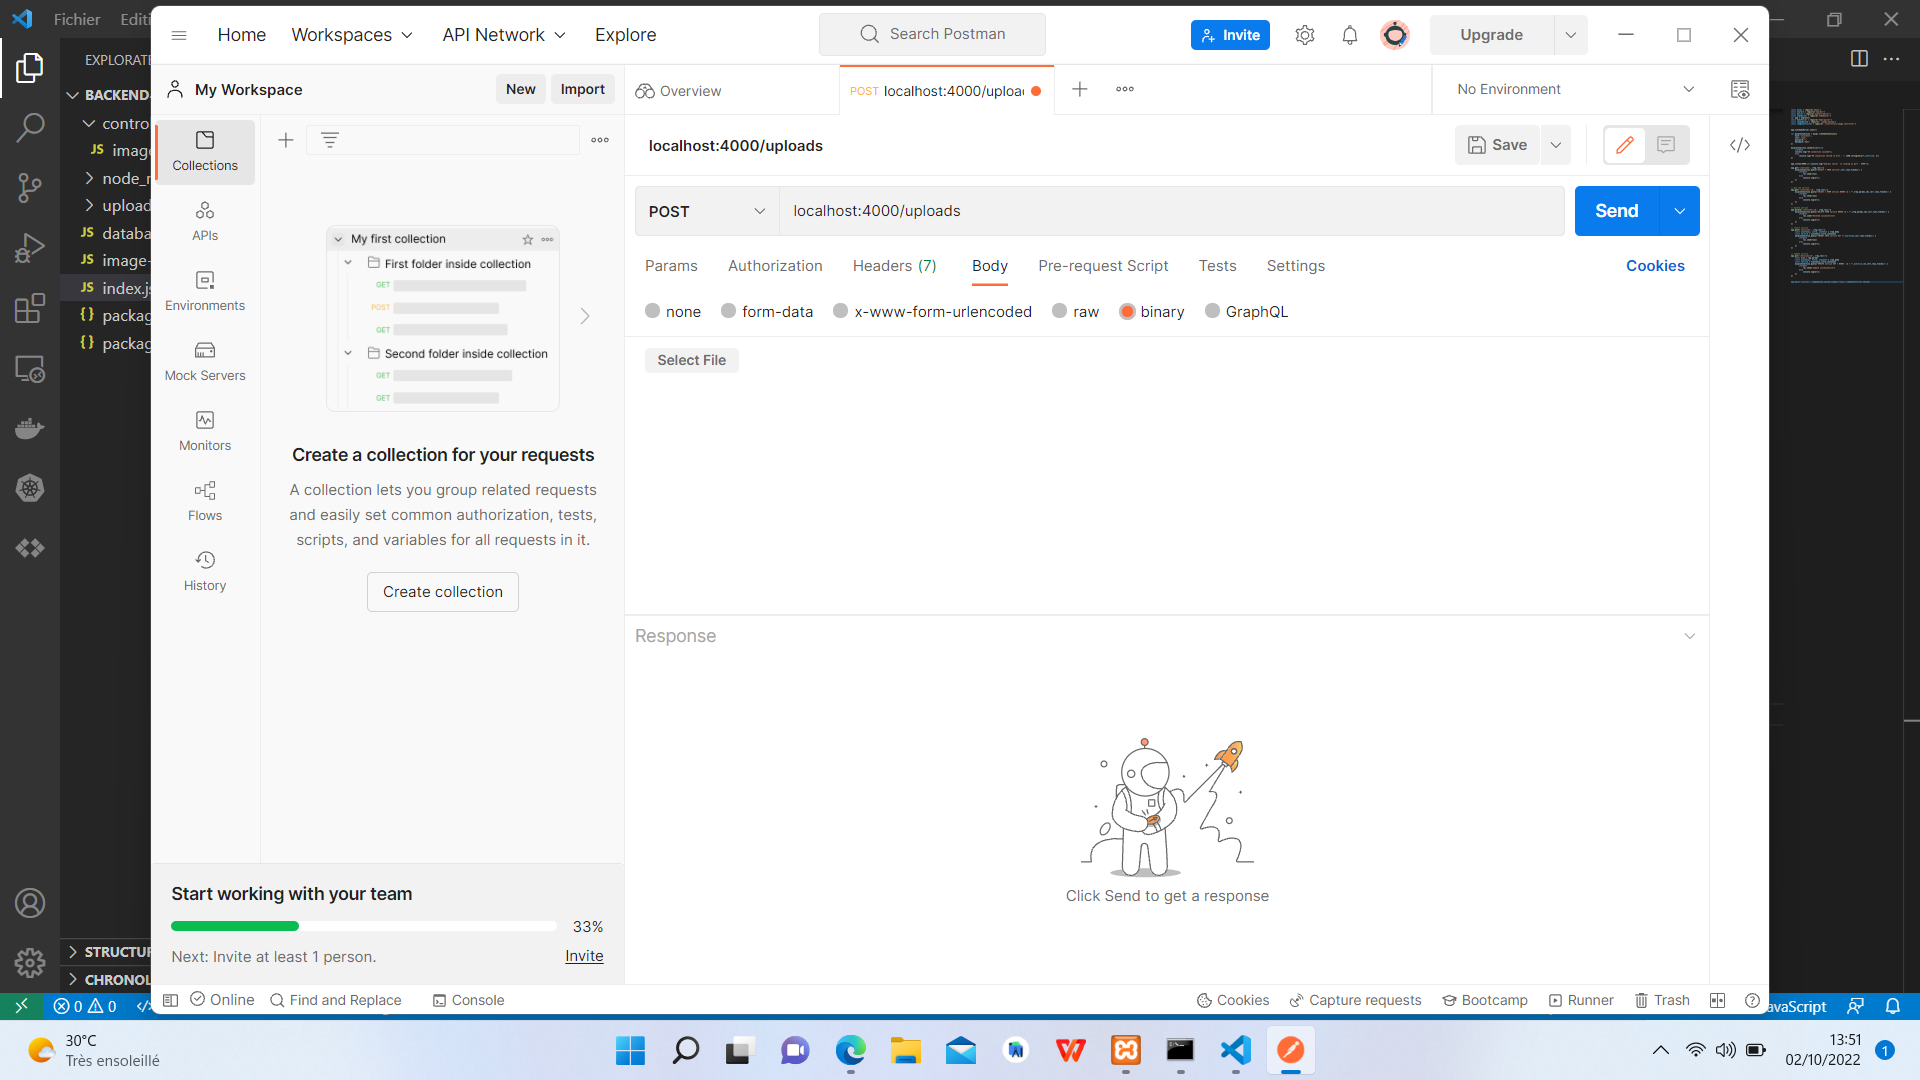 Fichier
Home
Workspaces
API Network
Explore
Search Postman
Invite
Upgrade
My Workspace
New
Import
Overview
POST localhost:4000/uploa
No Environment
Collections
APIs
Environments
Mock Servers
Monitors
Flows
History
My first collection
First folder inside collection
GET
POST
GET
Second folder inside collection
GET
GET
Create a collection for your requests
A collection lets you group related requests
and easily set common authorization, tests,
scripts, and variables for all requests in it.
Create collection
Start working with your team
33%
Next: Invite at least 1 person.
Invite
localhost:4000/uploads
Save
POST
localhost:4000/uploads
Send
Params
Authorization
Headers (7)
Body
Pre-request Script
Tests
Settings
Cookies
none
form-data
x-www-form-urlencoded
raw
binary
GraphQL
Select File
Response
Click Send to get a response
Online
Find and Replace
Console
Cookies
Capture requests
Bootcamp
Runner
Trash
EXPLORATE
BACKEND
contro
JS image
node_r
upload
JS databa
JS image-
JS index.js
{} packag
{} packag
STRUCTUR
CHRONOL
0
0
avaScript
30°C
Très ensoleillé
13:51
02/10/2022
1